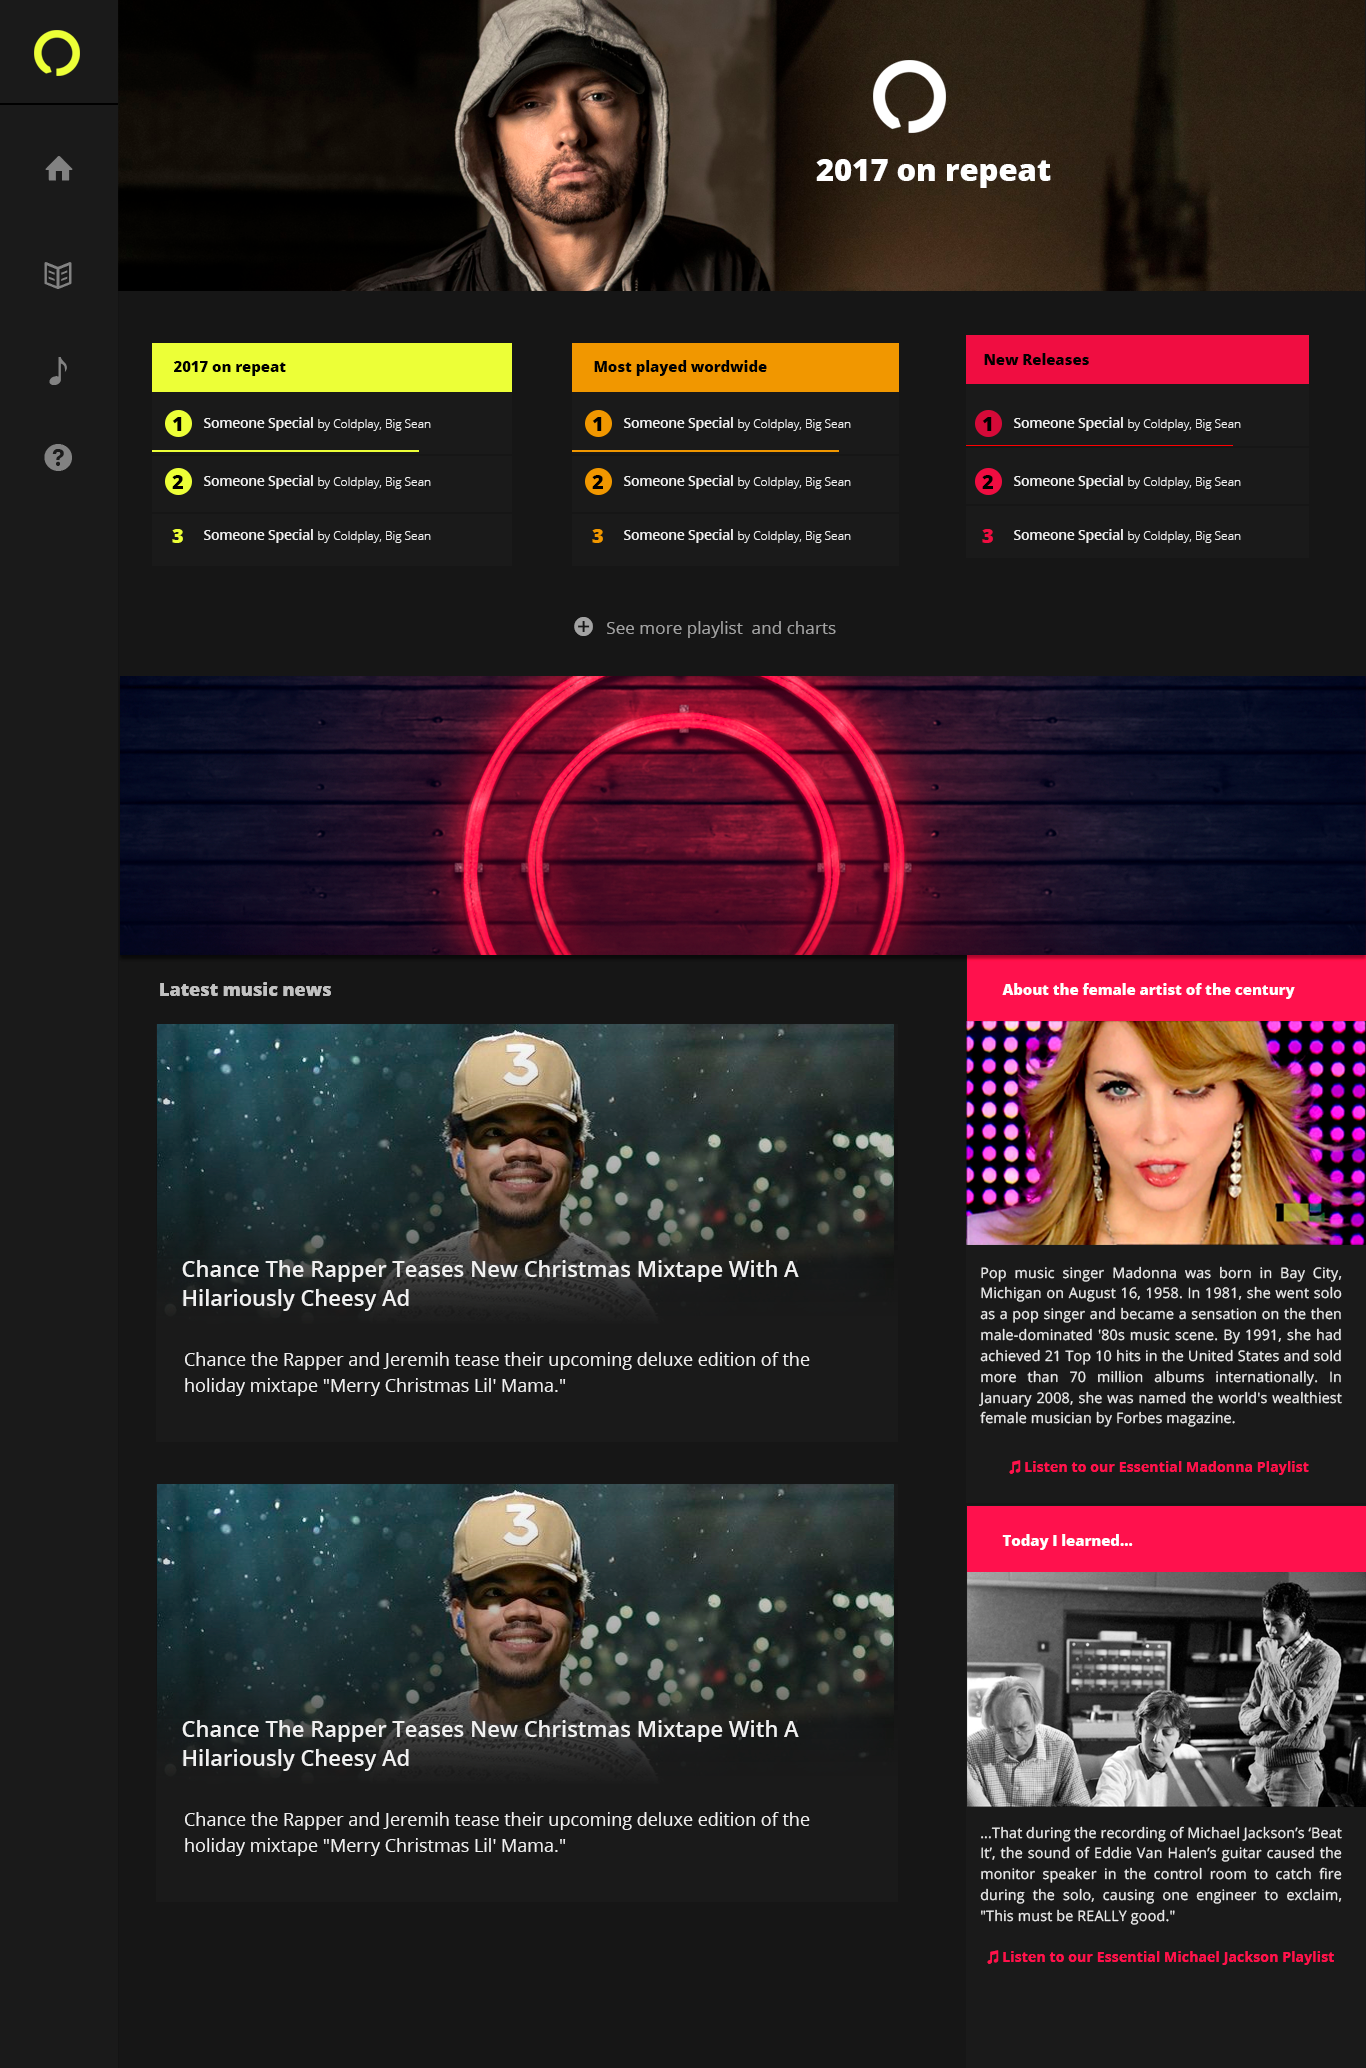 2017 on repeat
2017 on repeat
1 Someone Special by Coldplay, Big Sean
2 Someone Special by Coldplay, Big Sean
3 Someone Special by Coldplay, Big Sean
Most played wordwide
1 Someone Special by Coldplay, Big Sean
2 Someone Special by Coldplay, Big Sean
3 Someone Special by Coldplay, Big Sean
New Releases
1 Someone Special by Coldplay, Big Sean
2 Someone Special by Coldplay, Big Sean
3 Someone Special by Coldplay, Big Sean
See more playlist and charts
Latest music news
3
Chance The Rapper Teases New Christmas Mixtape With A
Hilariously Cheesy Ad
Chance the Rapper and Jeremih tease their upcoming deluxe edition of the
holiday mixtape "Merry Christmas Lil' Mama."
3
Chance The Rapper Teases New Christmas Mixtape With A
Hilariously Cheesy Ad
Chance the Rapper and Jeremih tease their upcoming deluxe edition of the
holiday mixtape "Merry Christmas Lil' Mama."
About the female artist of the century
Pop music singer Madonna was born in Bay City,
Michigan on August 16, 1958. In 1981, she went solo
as a pop singer and became a sensation on the then
male-dominated '80s music scene. By 1991, she had
achieved 21 Top 10 hits in the United States and sold
more than 70 million albums internationally. In
January 2008, she was named the world's wealthiest
female musician by Forbes magazine.
Listen to our Essential Madonna Playlist
Today I learned...
...That during the recording of Michael Jackson’s ‘Beat
It’, the sound of Eddie Van Halen’s guitar caused the
monitor speaker in the control room to catch fire
during the solo, causing one engineer to exclaim,
"This must be REALLY good."
Listen to our Essential Michael Jackson Playlist